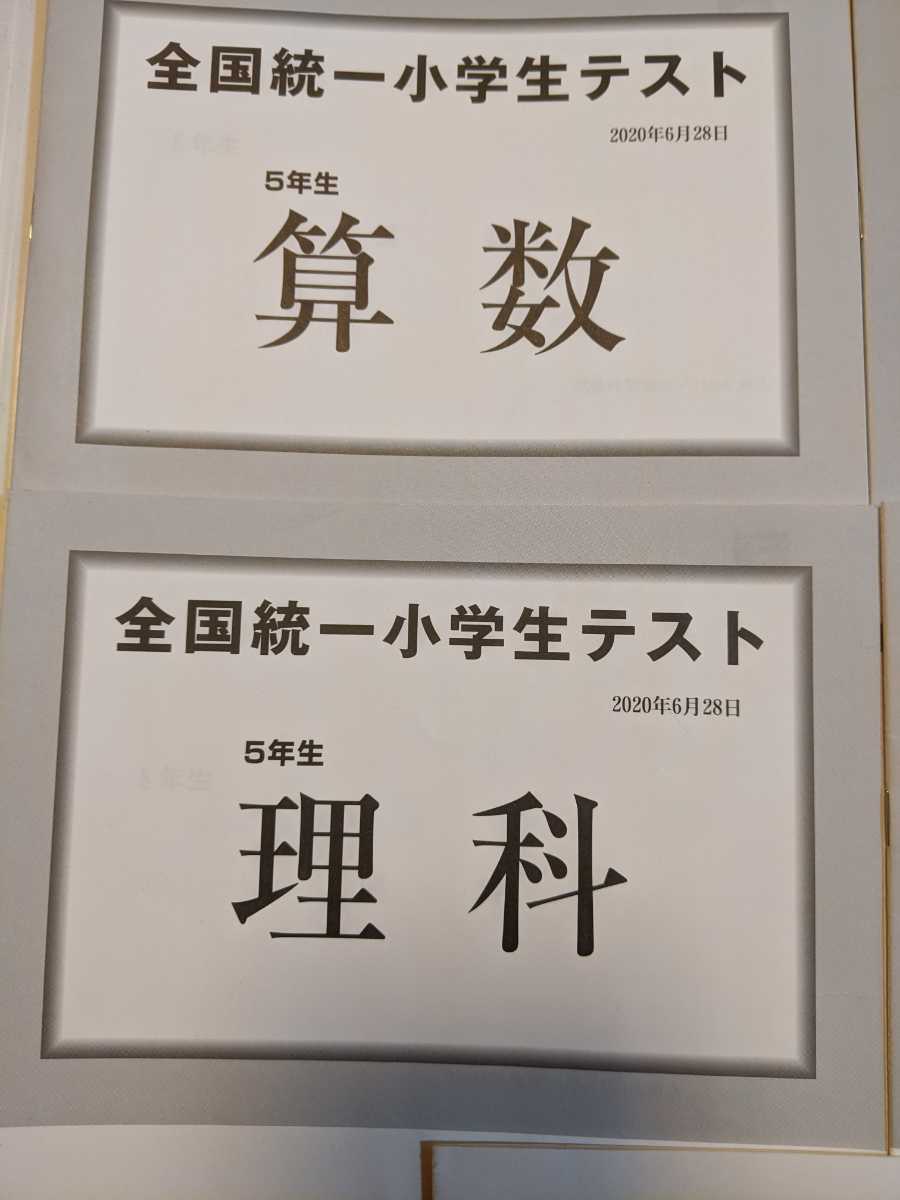 全国統一小学生テスト
2020年6月28日
5年生
算数
全国統一小学生テスト
2020年6月28日
5年生
理科